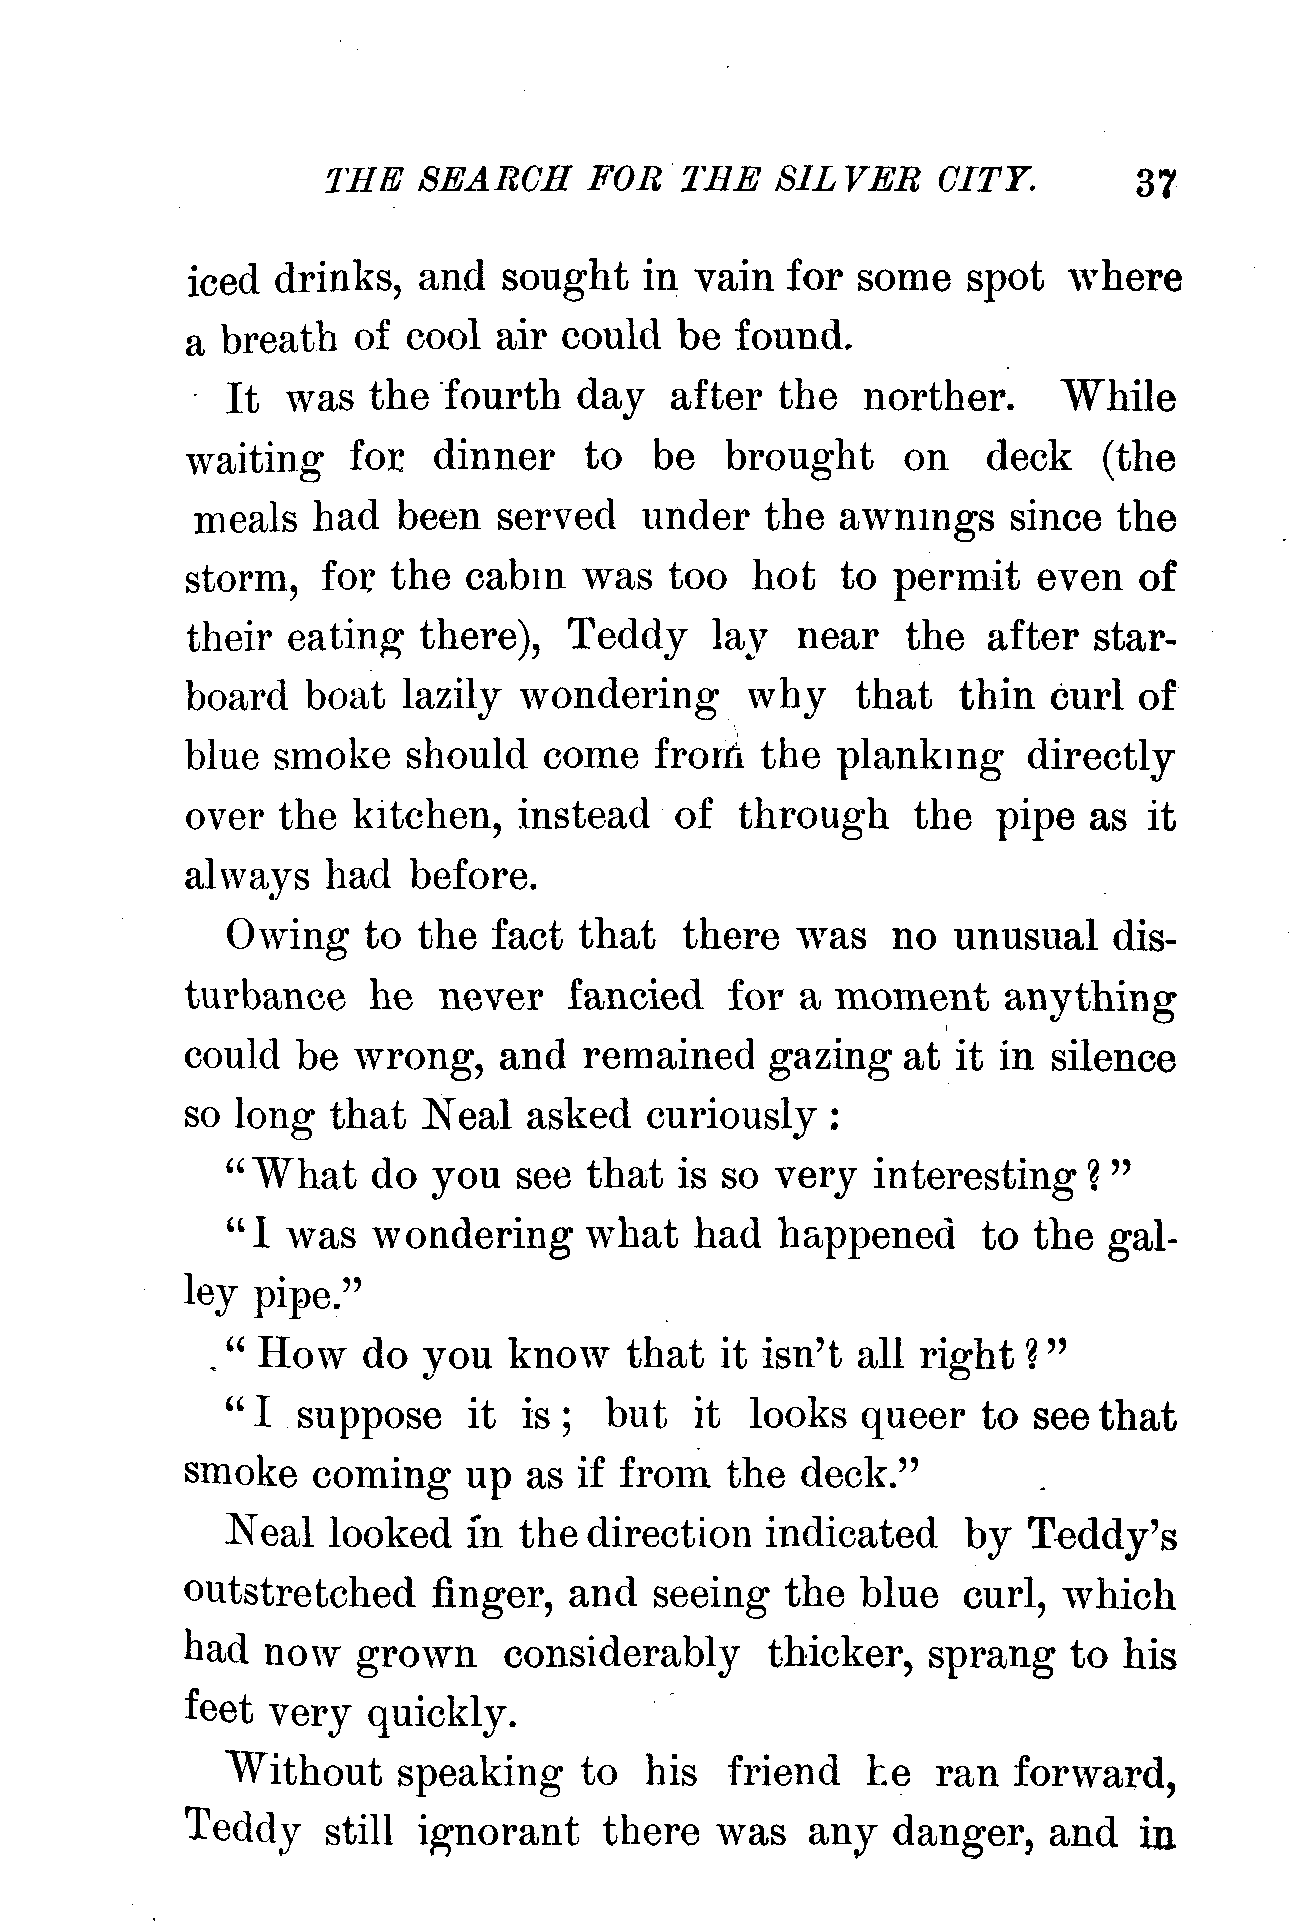 THE SEARCH FOR THE SILVER CITY. 37
iced drinks, and sought in vain for some spot where
a breath of cool air could be found.
It was the fourth day after the norther. While
waiting for dinner to be brought on deck (the
meals had been served under the awnings since the
storm, for the cabin was too hot to permit even of
their eating there), Teddy lay near the after star-
board boat lazily wondering why that thin curl of
blue smoke should come from the planking directly
over the kitchen, instead of through the pipe as it
always had before.
Owing to the fact that there was no unusual dis-
turbance he never fancied for a moment anything
could be wrong, and remained gazing at it in silence
so long that Neal asked curiously :
“What do you see that is so very interesting ? ”
“I was wondering what had happened to the gal-
ley pipe.”
“ How do you know that it isn’t all right ? ”
“ I suppose it is ; but it looks queer to see that
smoke coming up as if from the deck.”
Neal looked in the direction indicated by Teddy’s
outstretched finger, and seeing the blue curl, which
had now grown considerably thicker, sprang to his
feet very quickly.
Without speaking to his friend he ran forward,
Teddy still ignorant there was any danger, and in